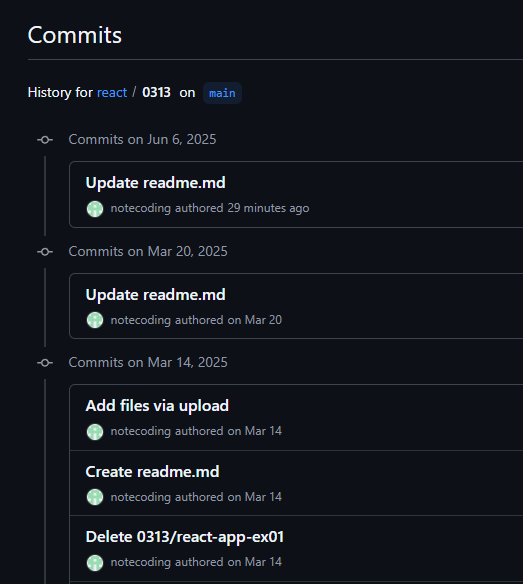 Commits
History for react / 0313 on main
Commits on Jun 6, 2025
Update readme.md
notecoding authored 29 minutes ago
Commits on Mar 20, 2025
Update readme.md
notecoding authored on Mar 20
Commits on Mar 14, 2025
Add files via upload
notecoding authored on Mar 14
Create readme.md
notecoding authored on Mar 14
Delete 0313/react-app-ex01
notecoding authored on Mar 14